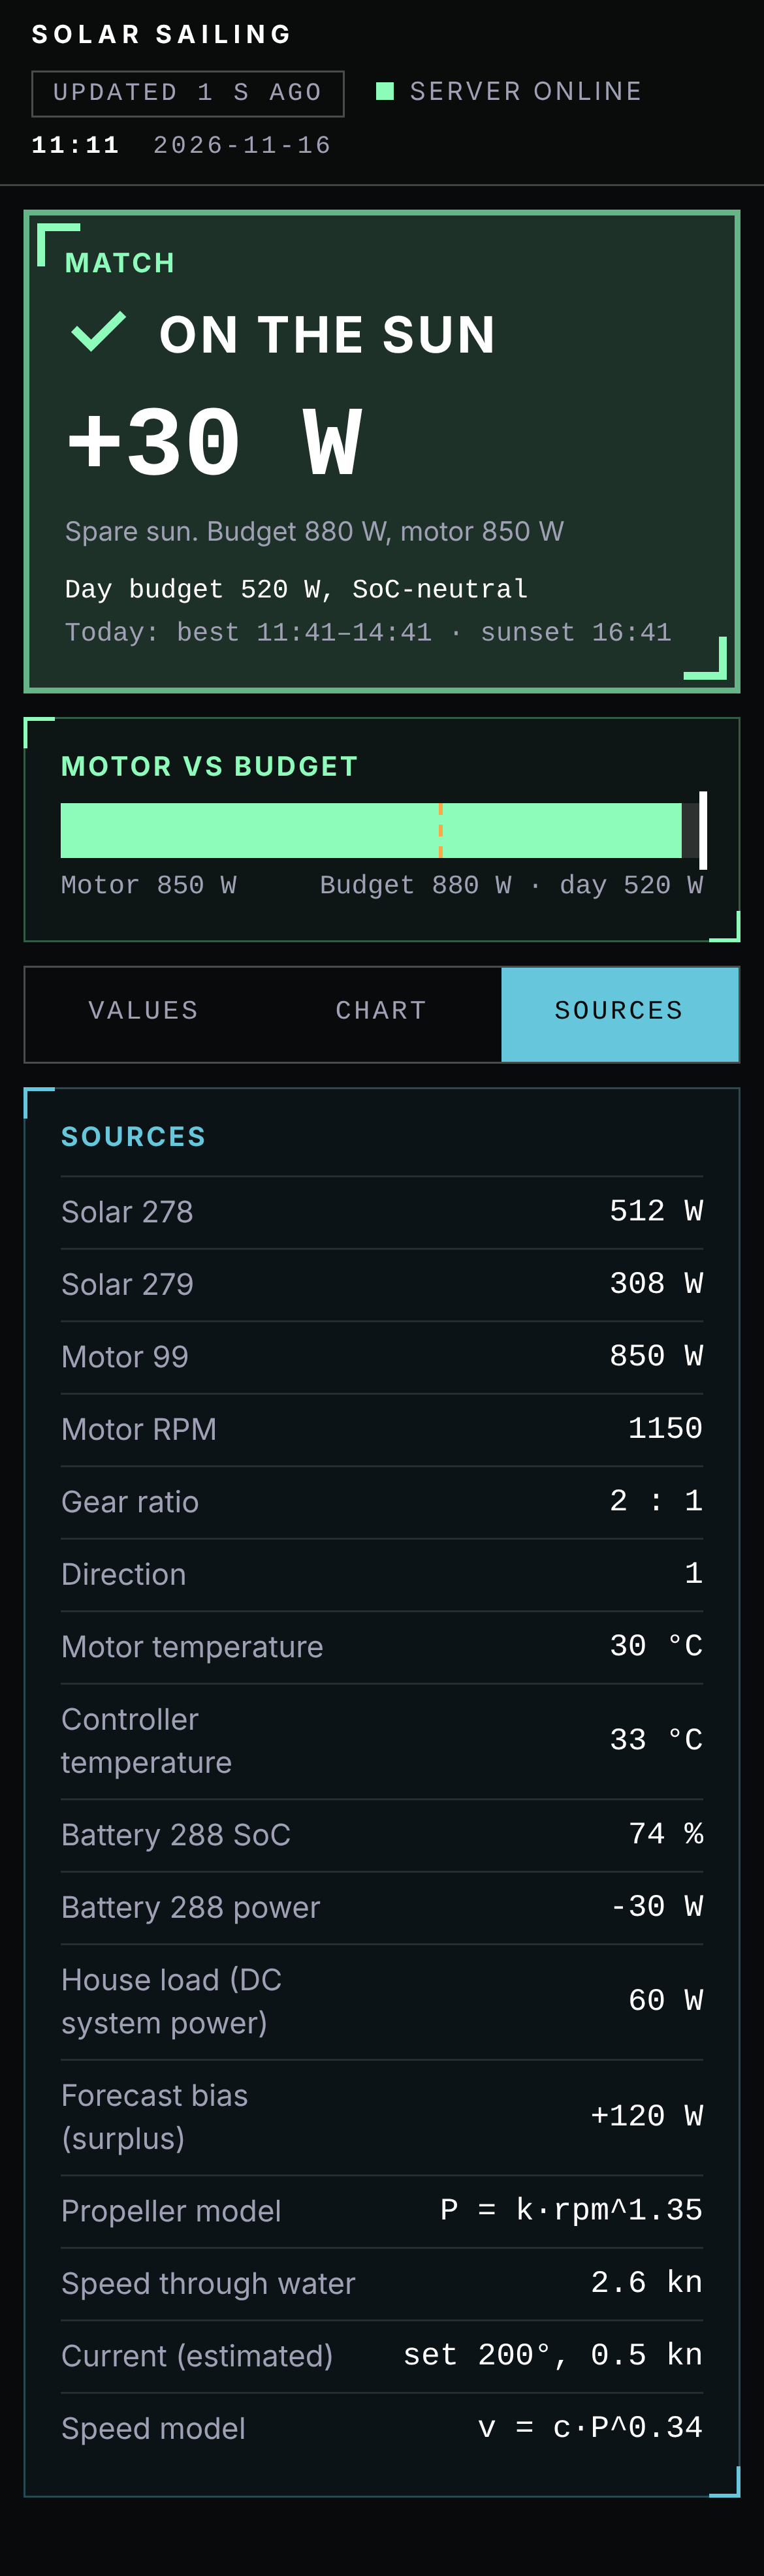 SOLAR SAILING
UPDATED 1 S AGO
SERVER ONLINE
11:11 2026-11-16
MATCH
ON THE SUN
+30 W
Spare sun. Budget 880 W, motor 850 W
Day budget 520 W, SoC-neutral
Today: best 11:41–14:41 · sunset 16:41
MOTOR VS BUDGET
Motor 850 W Budget 880 W · day 520 W
VALUES CHART SOURCES
SOURCES
Solar 278 512 W
Solar 279 308 W
Motor 99 850 W
Motor RPM 1150
Gear ratio 2 : 1
Direction 1
Motor temperature 30 °C
Controller
temperature 33 °C
Battery 288 SoC 74 %
Battery 288 power -30 W
House load (DC
system power) 60 W
Forecast bias
(surplus) +120 W
Propeller model P = k·rpm^1.35
Speed through water 2.6 kn
Current (estimated) set 200°, 0.5 kn
Speed model v = c·P^0.34